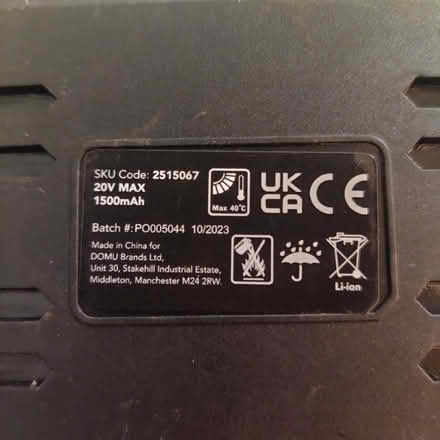 SKU Code: 2515067
20V MAX
1500mAh
Max 40°C
UK
CA
CE
Batch #:PO005044 10/2023
Made in China for
DOMU Brands Ltd,
Unit 30, Stakehill Industrial Estate,
Middleton, Manchester M24 2RW.
Li-ion